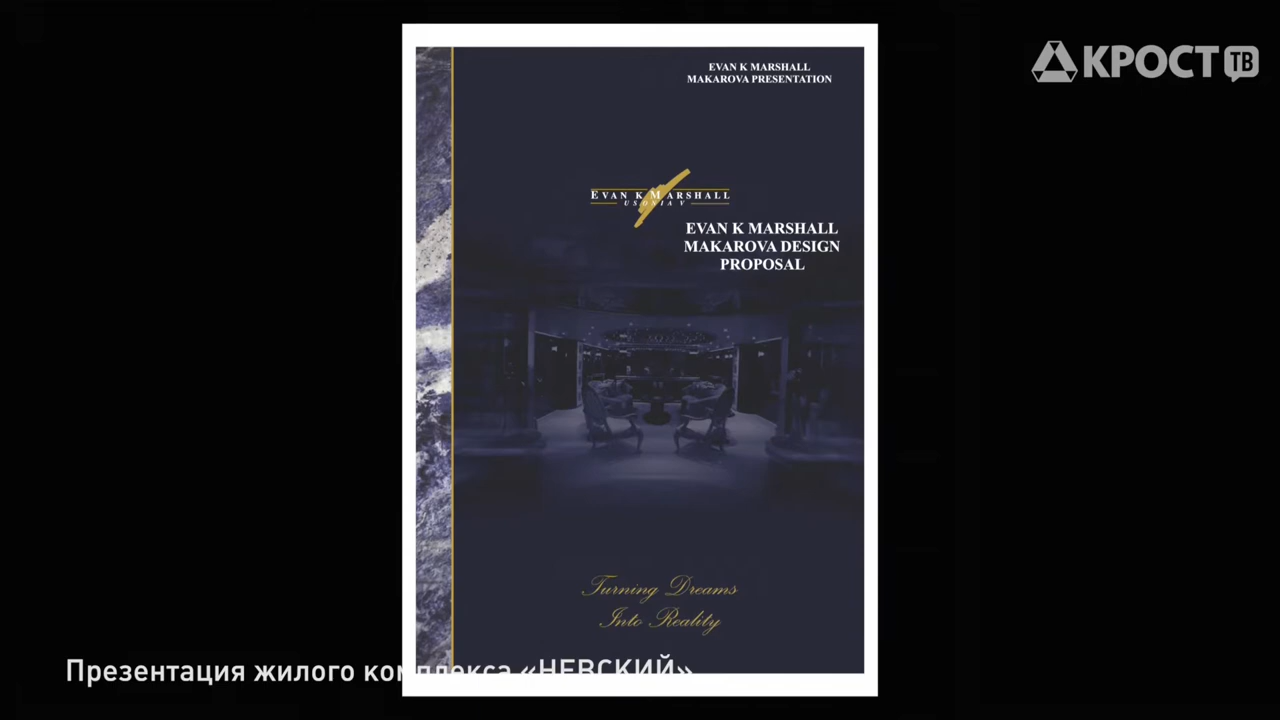 EVAN K MARSHALL
MAKAROVA PRESENTATION
КРОСТ ТВ
EVAN K MARSHALL
USONIA V
EVAN K MARSHALL
MAKAROVA DESIGN
PROPOSAL
Turning Dreams
Into Reality
Презентация жилого комплекса «НЕВСКИЙ»